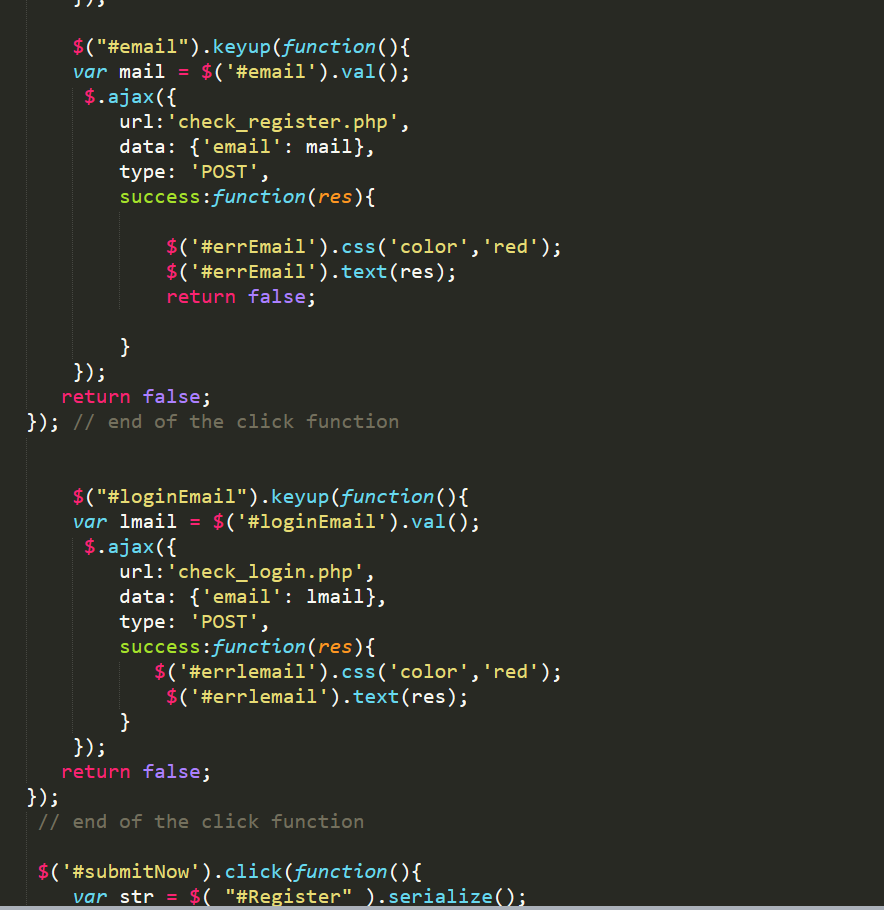 });
$("#email").keyup(function(){
var mail = $('#email').val();
$.ajax({
url:'check_register.php',
data: {'email': mail},
type: 'POST',
success:function(res){
$('#errEmail').css('color','red');
$('#errEmail').text(res);
return false;
}
});
return false;
}); // end of the click function
$("#loginEmail").keyup(function(){
var lmail = $('#loginEmail').val();
$.ajax({
url:'check_login.php',
data: {'email': lmail},
type: 'POST',
success:function(res){
$('#errlemail').css('color','red');
$('#errlemail').text(res);
}
});
return false;
});
// end of the click function
$('#submitNow').click(function(){
var str = $( "#Register" ).serialize();